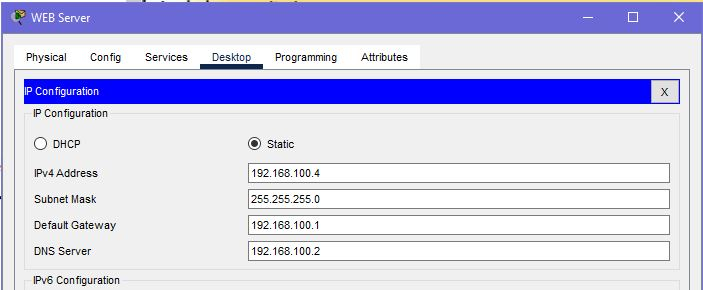 WEB Server
Physical Config Services Desktop Programming Attributes
IP Configuration X
IP Configuration
DHCP Static
IPv4 Address 192.168.100.4
Subnet Mask 255.255.255.0
Default Gateway 192.168.100.1
DNS Server 192.168.100.2
IPv6 Configuration